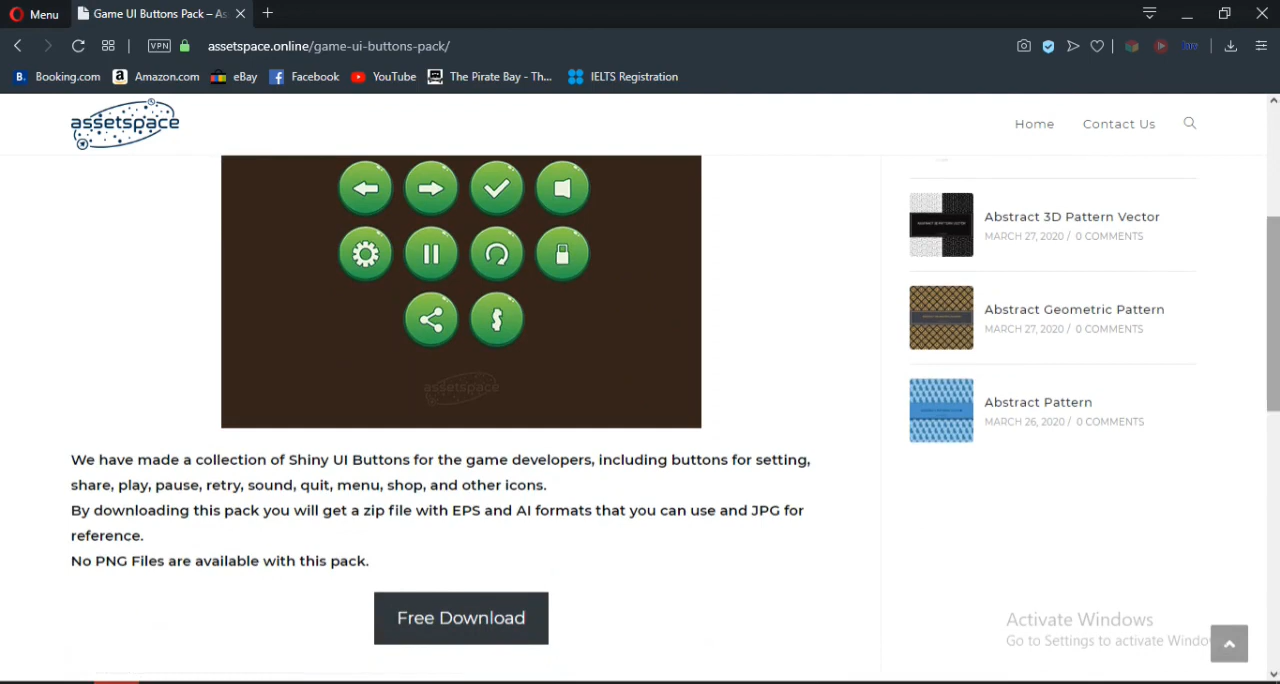 Menu
Game UI Buttons Pack – As
VPN
assetspace.online/game-ui-buttons-pack/
Booking.com
Amazon.com
eBay
Facebook
YouTube
The Pirate Bay - Th...
IELTS Registration
assetspace
Home
Contact Us
assetspace
We have made a collection of Shiny UI Buttons for the game developers, including buttons for setting,
share, play, pause, retry, sound, quit, menu, shop, and other icons.
By downloading this pack you will get a zip file with EPS and AI formats that you can use and JPG for
reference.
No PNG Files are available with this pack.
Free Download
Abstract 3D Pattern Vector
MARCH 27, 2020 / 0 COMMENTS
Abstract Geometric Pattern
MARCH 27, 2020 / 0 COMMENTS
Abstract Pattern
MARCH 26, 2020 / 0 COMMENTS
Activate Windows
Go to Settings to activate Windo